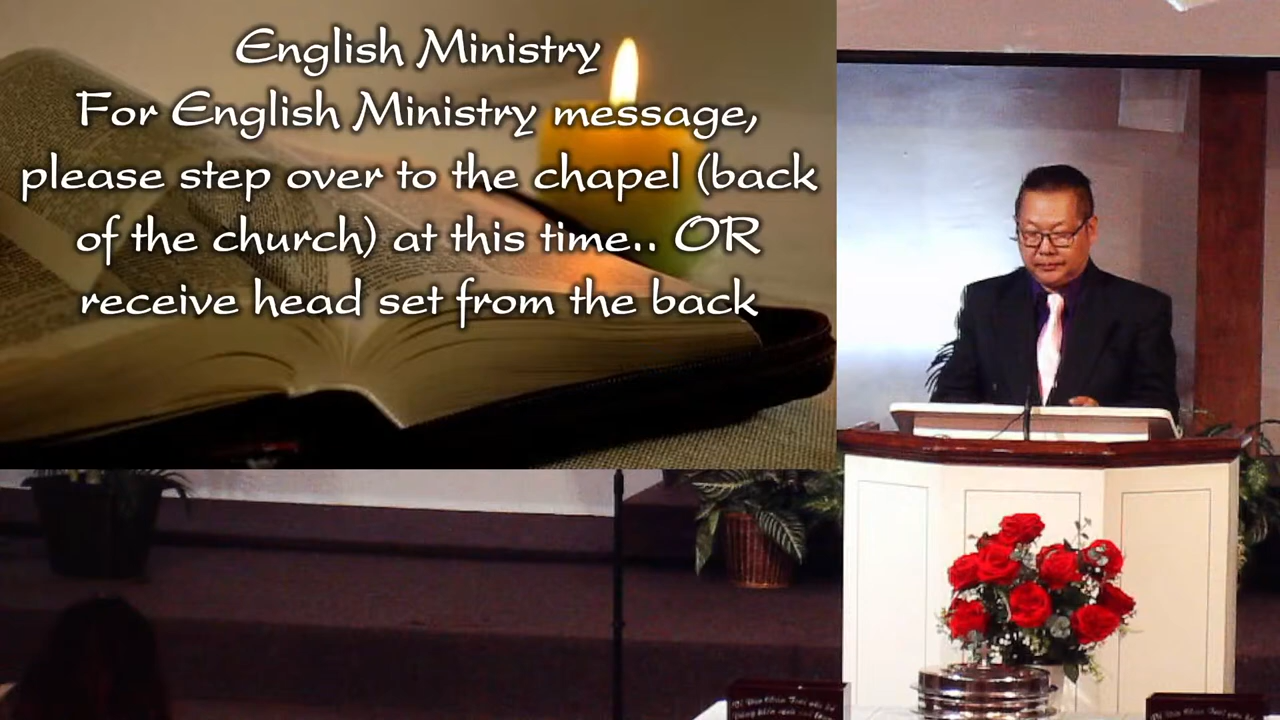 English Ministry
For English Ministry message,
please step over to the chapel (back
of the church) at this time.. OR
receive head set from the back